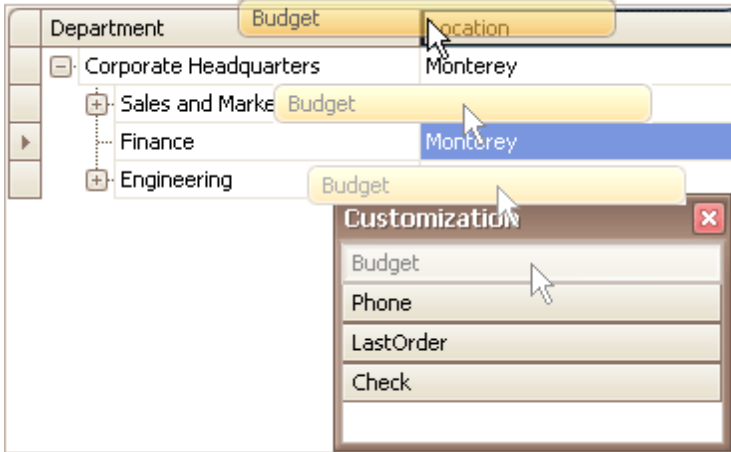 Department Budget Location
Corporate Headquarters Monterey
Sales and Marke Budget
Finance Monterey
Engineering Budget
Customization
Budget
Phone
LastOrder
Check